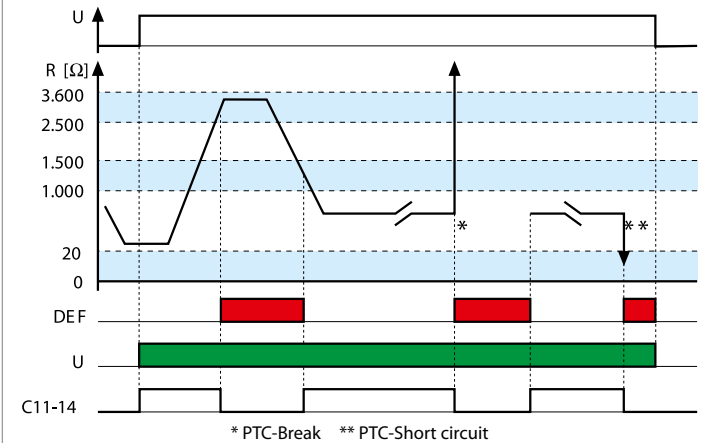 U
R [Ω]
3.600
2.500
1.500
1.000
*
* *
20
0
DEF
U
C11-14
* PTC-Break ** PTC-Short circuit